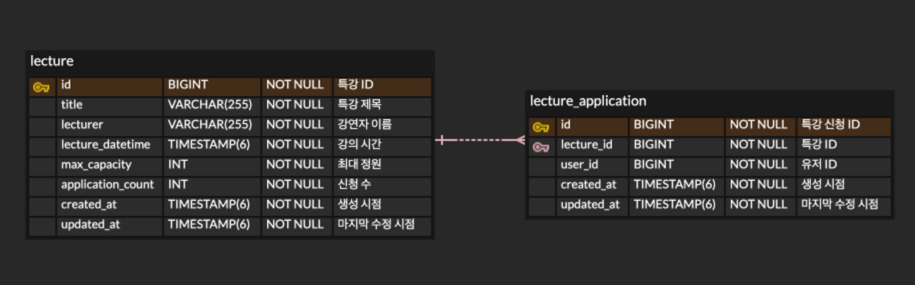 lecture
id BIGINT NOT NULL 특강 ID
title VARCHAR(255) NOT NULL 특강 제목
lecturer VARCHAR(255) NOT NULL 강연자 이름
lecture_datetime TIMESTAMP(6) NOT NULL 강의 시간
max_capacity INT NOT NULL 최대 정원
application_count INT NOT NULL 신청 수
created_at TIMESTAMP(6) NOT NULL 생성 시점
updated_at TIMESTAMP(6) NOT NULL 마지막 수정 시점
lecture_application
id BIGINT NOT NULL 특강 신청 ID
lecture_id BIGINT NOT NULL 특강 ID
user_id BIGINT NOT NULL 유저 ID
created_at TIMESTAMP(6) NOT NULL 생성 시점
updated_at TIMESTAMP(6) NOT NULL 마지막 수정 시점